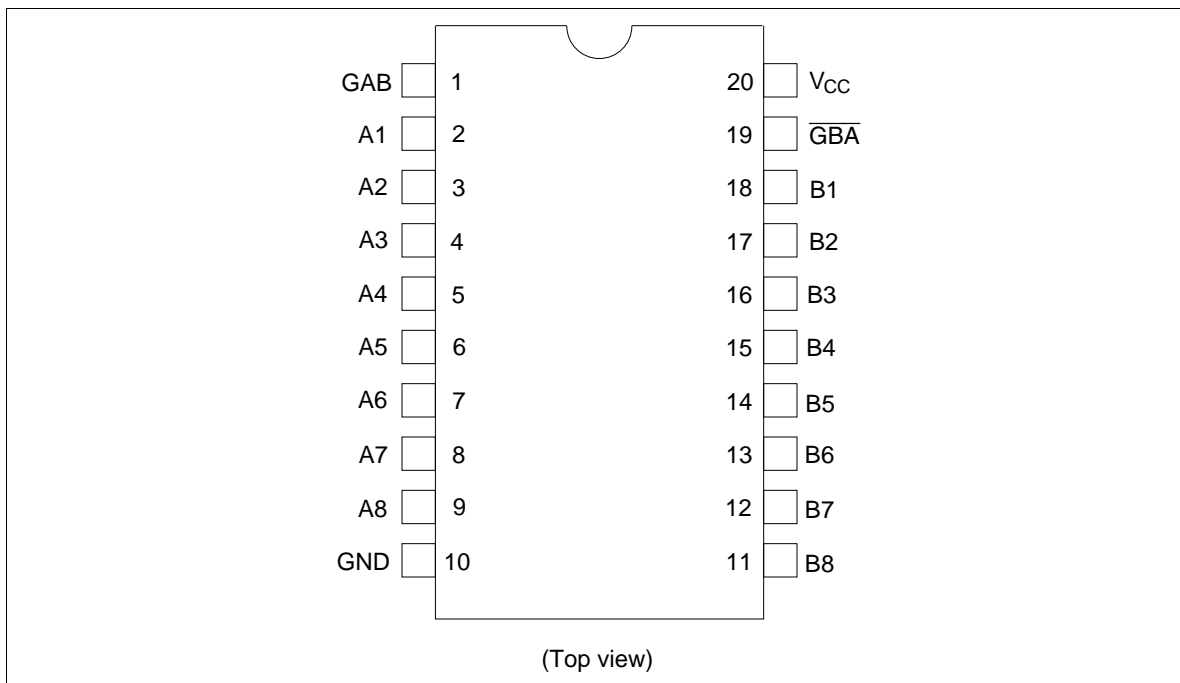 GAB 1 20 V_CC
A1 2 19 G̅B̅A̅
A2 3 18 B1
A3 4 17 B2
A4 5 16 B3
A5 6 15 B4
A6 7 14 B5
A7 8 13 B6
A8 9 12 B7
GND 10 11 B8
(Top view)